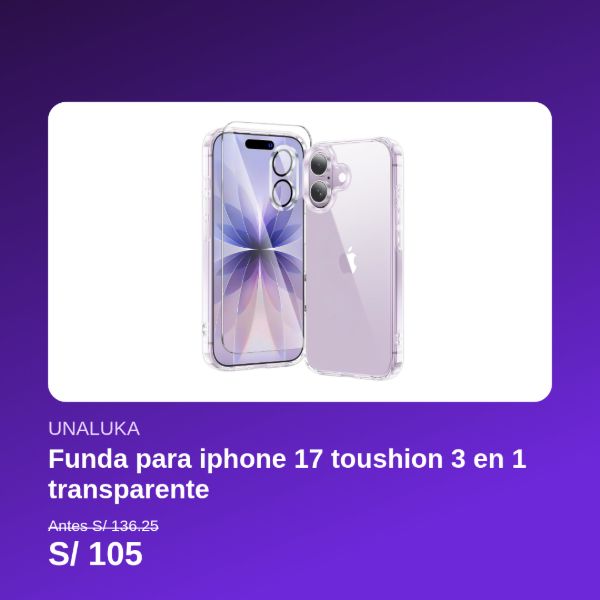 UNALUKA
Funda para iphone 17 toushion 3 en 1
transparente
Antes S/ 136.25
S/ 105